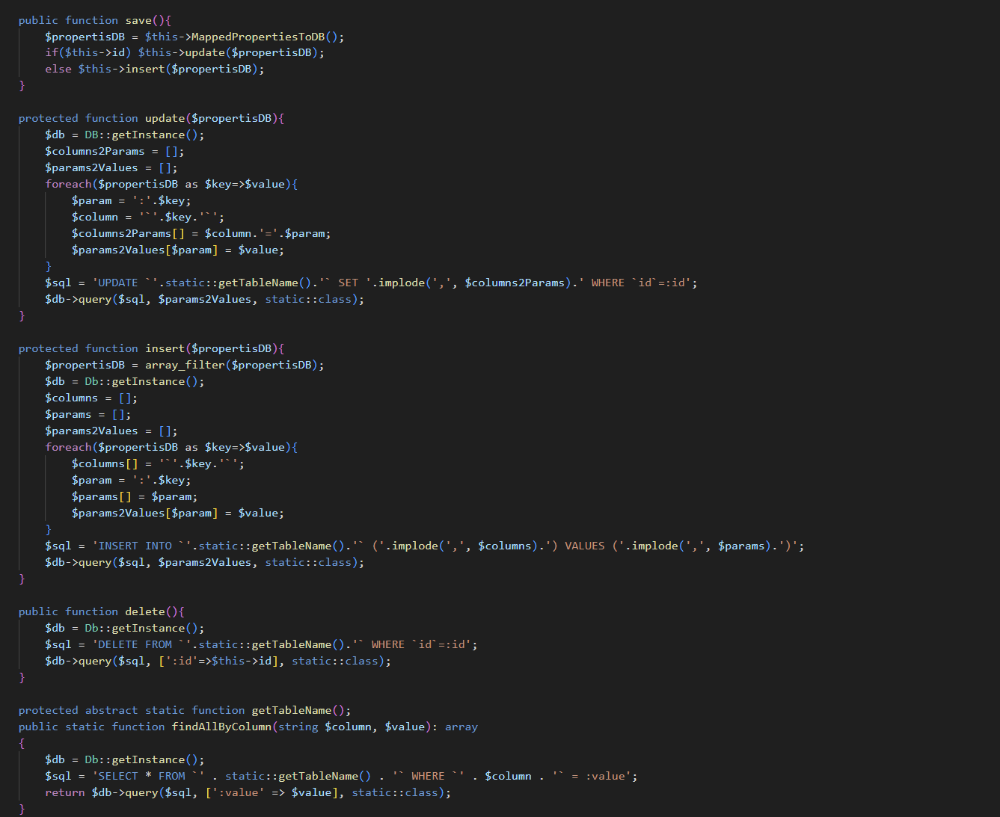 public function save(){
    $propertisDB = $this->MappedPropertiesToDB();
    if($this->id) $this->update($propertisDB);
    else $this->insert($propertisDB);
}

protected function update($propertisDB){
    $db = DB::getInstance();
    $columns2Params = [];
    $params2Values = [];
    foreach($propertisDB as $key=>$value){
        $param = ':'.$key;
        $column = '`'.$key.'`';
        $columns2Params[] = $column.'='.$param;
        $params2Values[$param] = $value;
    }
    $sql = 'UPDATE `'.static::getTableName().'` SET '.implode(',', $columns2Params).' WHERE `id`=:id';
    $db->query($sql, $params2Values, static::class);
}

protected function insert($propertisDB){
    $propertisDB = array_filter($propertisDB);
    $db = Db::getInstance();
    $columns = [];
    $params = [];
    $params2Values = [];
    foreach($propertisDB as $key=>$value){
        $columns[] = '`'.$key.'`';
        $param = ':'.$key;
        $params[] = $param;
        $params2Values[$param] = $value;
    }
    $sql = 'INSERT INTO `'.static::getTableName().'` ('.implode(',', $columns).') VALUES ('.implode(',', $params).')';
    $db->query($sql, $params2Values, static::class);
}

public function delete(){
    $db = Db::getInstance();
    $sql = 'DELETE FROM `'.static::getTableName().'` WHERE `id`=:id';
    $db->query($sql, [':id'=>$this->id], static::class);
}

protected abstract static function getTableName();
public static function findAllByColumn(string $column, $value): array
{
    $db = Db::getInstance();
    $sql = 'SELECT * FROM `' . static::getTableName() . '` WHERE `' . $column . '` = :value';
    return $db->query($sql, [':value' => $value], static::class);
}